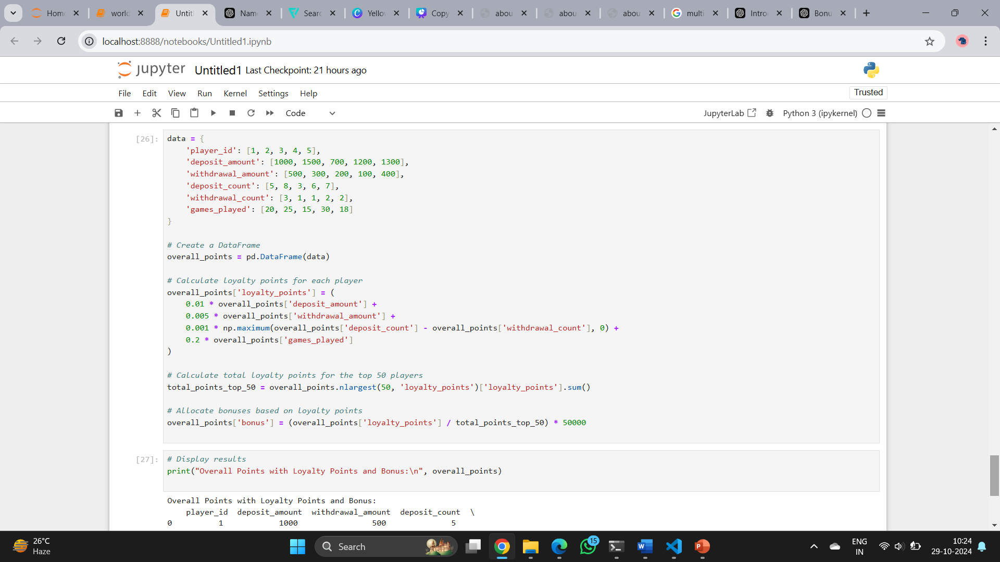 Home
world
Untitl
Name
Searc
Yello
Copy
abou
abou
abou
multi
Intro
Bonu
localhost:8888/notebooks/Untitled1.ipynb
jupyter Untitled1 Last Checkpoint: 21 hours ago
File Edit View Run Kernel Settings Help
Trusted
Code
JupyterLab
Python 3 (ipykernel)
[26]:
data = {
    'player_id': [1, 2, 3, 4, 5],
    'deposit_amount': [1000, 1500, 700, 1200, 1300],
    'withdrawal_amount': [500, 300, 200, 100, 400],
    'deposit_count': [5, 8, 3, 6, 7],
    'withdrawal_count': [3, 1, 1, 2, 2],
    'games_played': [20, 25, 15, 30, 18]
}
# Create a DataFrame
overall_points = pd.DataFrame(data)
# Calculate loyalty points for each player
overall_points['loyalty_points'] = (
    0.01 * overall_points['deposit_amount'] +
    0.005 * overall_points['withdrawal_amount'] +
    0.001 * np.maximum(overall_points['deposit_count'] - overall_points['withdrawal_count'], 0) +
    0.2 * overall_points['games_played']
)
# Calculate total loyalty points for the top 50 players
total_points_top_50 = overall_points.nlargest(50, 'loyalty_points')['loyalty_points'].sum()
# Allocate bonuses based on loyalty points
overall_points['bonus'] = (overall_points['loyalty_points'] / total_points_top_50) * 50000
[27]:
# Display results
print("Overall Points with Loyalty Points and Bonus:\n", overall_points)
Overall Points with Loyalty Points and Bonus:
    player_id  deposit_amount  withdrawal_amount  deposit_count  \
0          1            1000                500              5
26°C
Haze
Search
15
ENG
IN
10:24
29-10-2024